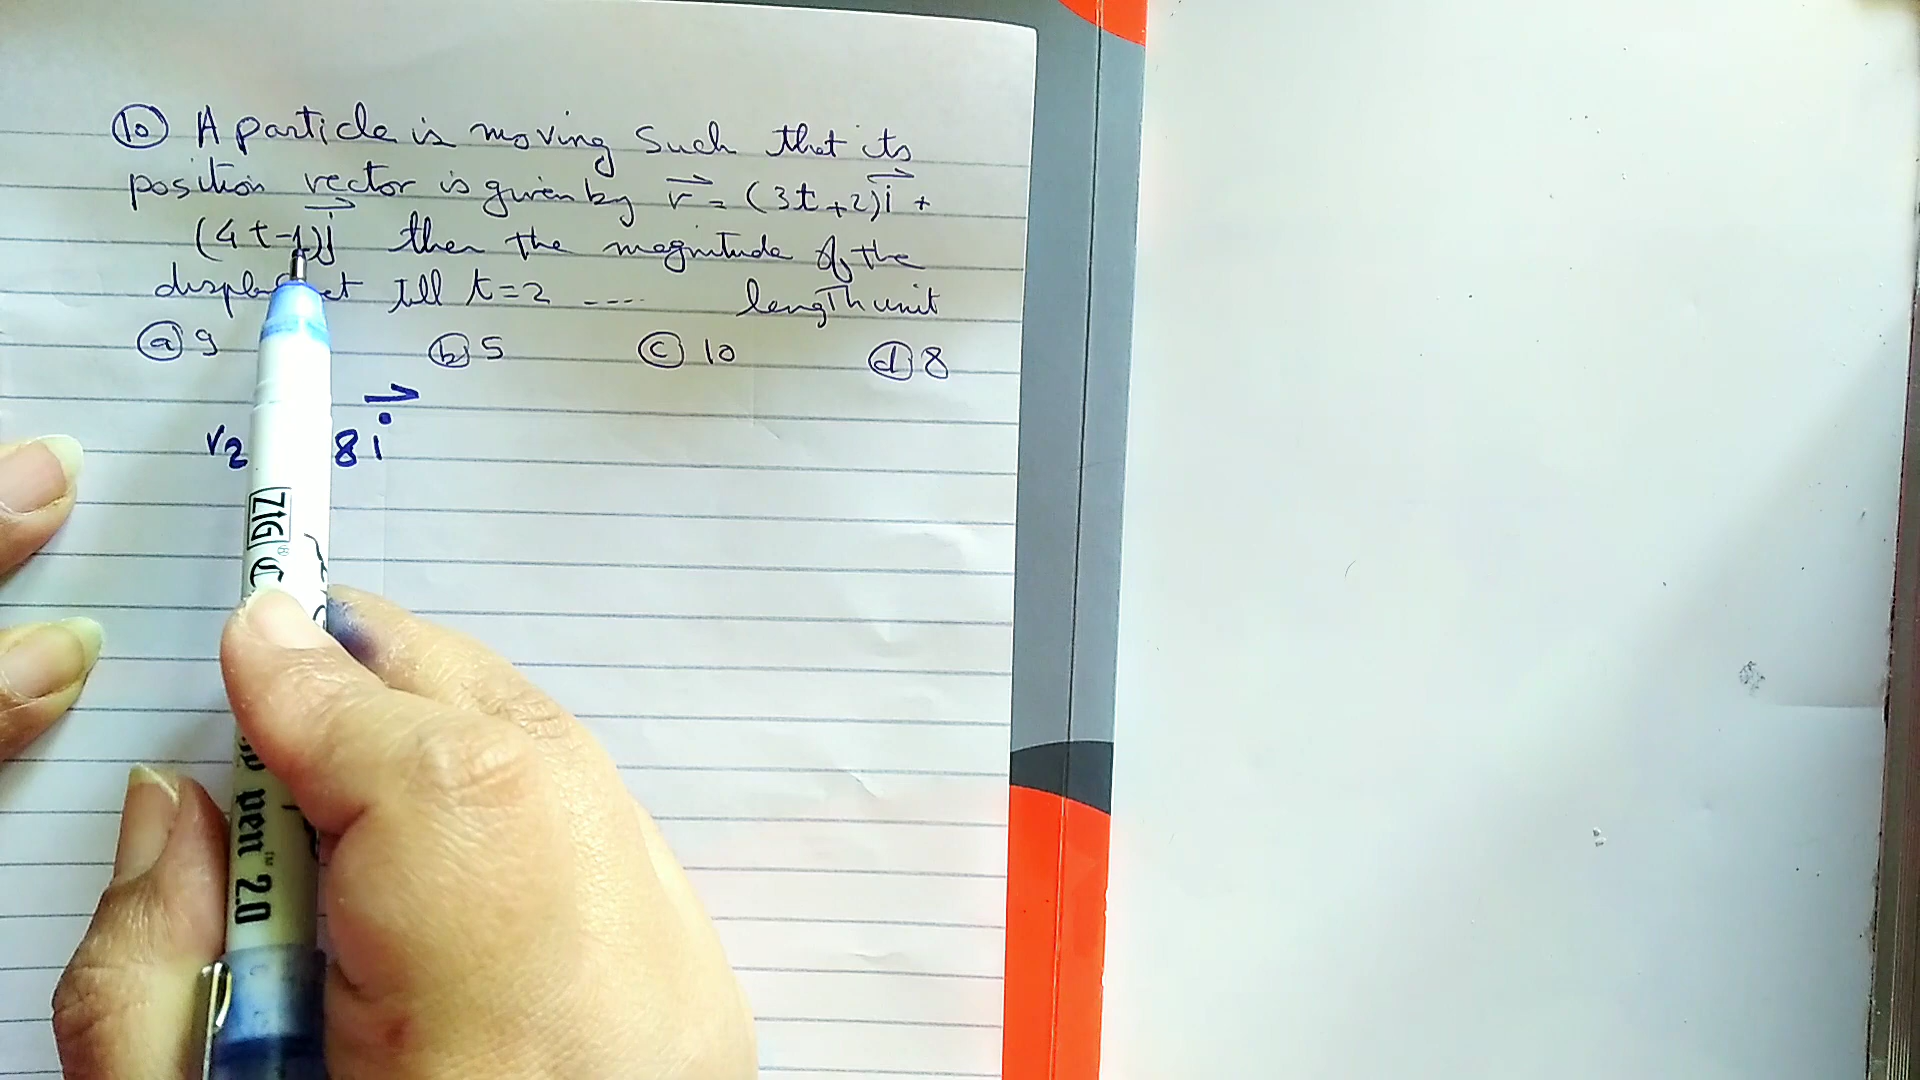 10 A particle is moving such that its
position vector is given by r = (3t+2)i +
(4t-1)j then the magnitude of the
till t=2 .... length unit
a 9 b 5 c 10 d 8
r2 8i
ZIG
pen™ 2.0